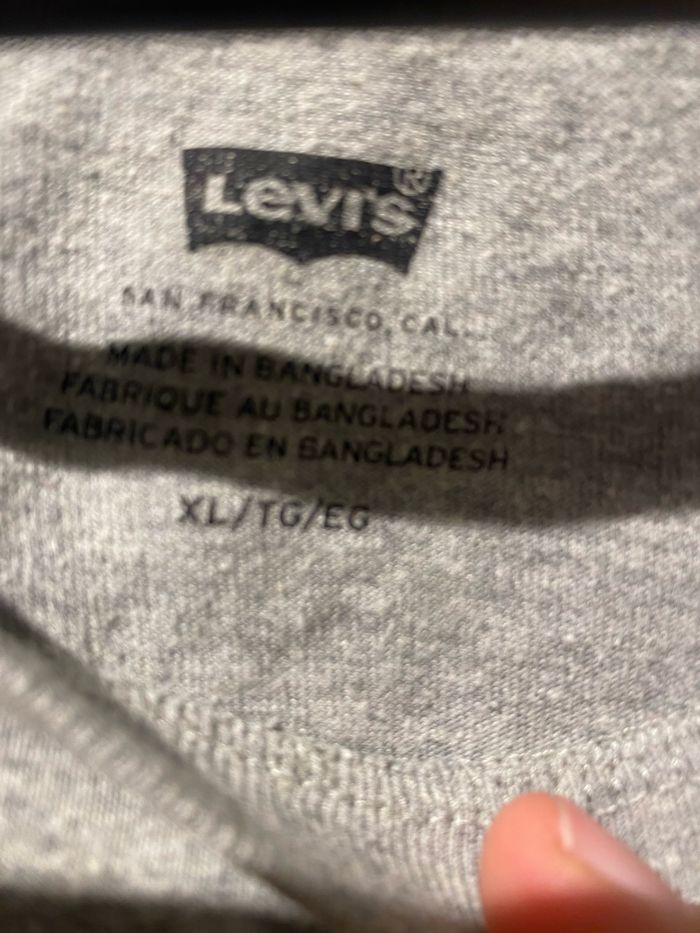 Levi's®
SAN FRANCISCO, CAL...
MADE IN BANGLADESH
FABRIQUE AU BANGLADESH
FABRICADO EN BANGLADESH
XL/TG/EG